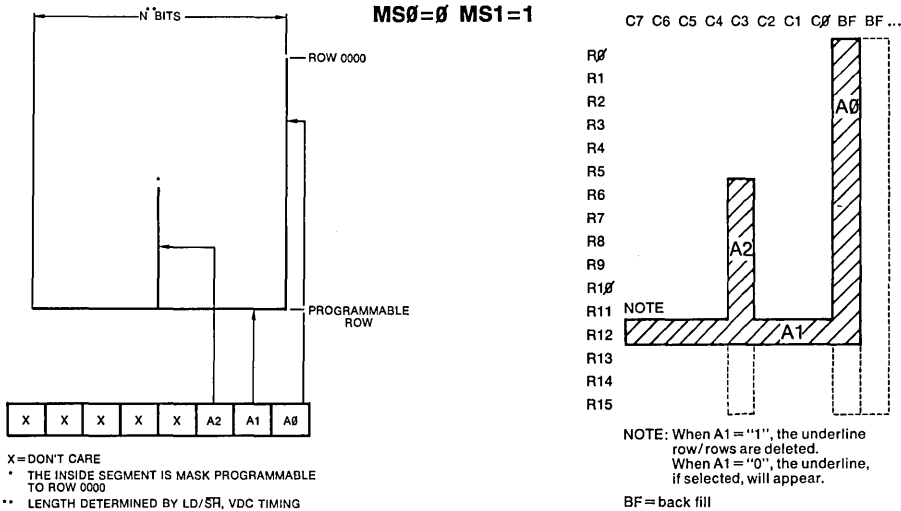 MSØ=Ø MS1=1
N** BITS
ROW 0000
*
PROGRAMMABLE
ROW
X X X X X A2 A1 AØ
X=DON'T CARE
* THE INSIDE SEGMENT IS MASK PROGRAMMABLE
TO ROW 0000
** LENGTH DETERMINED BY LD/S̅H̅, VDC TIMING
C7 C6 C5 C4 C3 C2 C1 CØ BF BF ...
RØ
R1
R2
AØ
R3
R4
R5
R6
R7
R8
A2
R9
R1Ø
R11 NOTE
R12
A1
R13
R14
R15
NOTE: When A1 = "1", the underline
row/rows are deleted.
When A1 = "0", the underline,
if selected, will appear.
BF = back fill